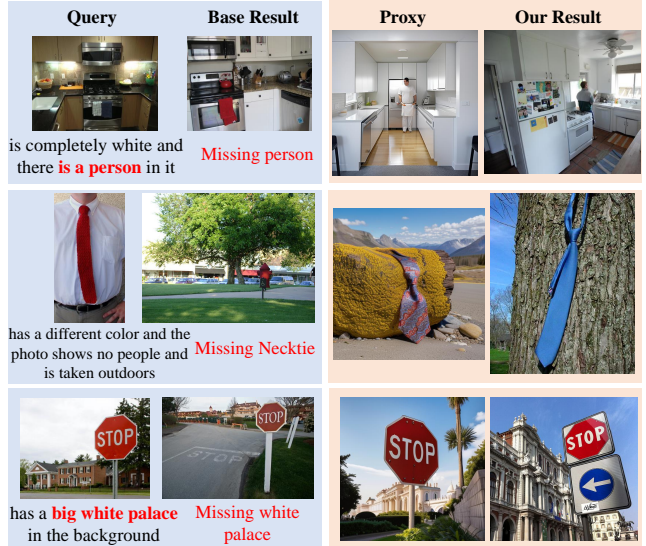 Query
Base Result
Proxy
Our Result
is completely white and
there is a person in it
Missing person
has a different color and the
photo shows no people and
is taken outdoors
Missing Necktie
STOP
STOP
STOP
STOP
STOP
has a big white palace
in the background
Missing white
palace